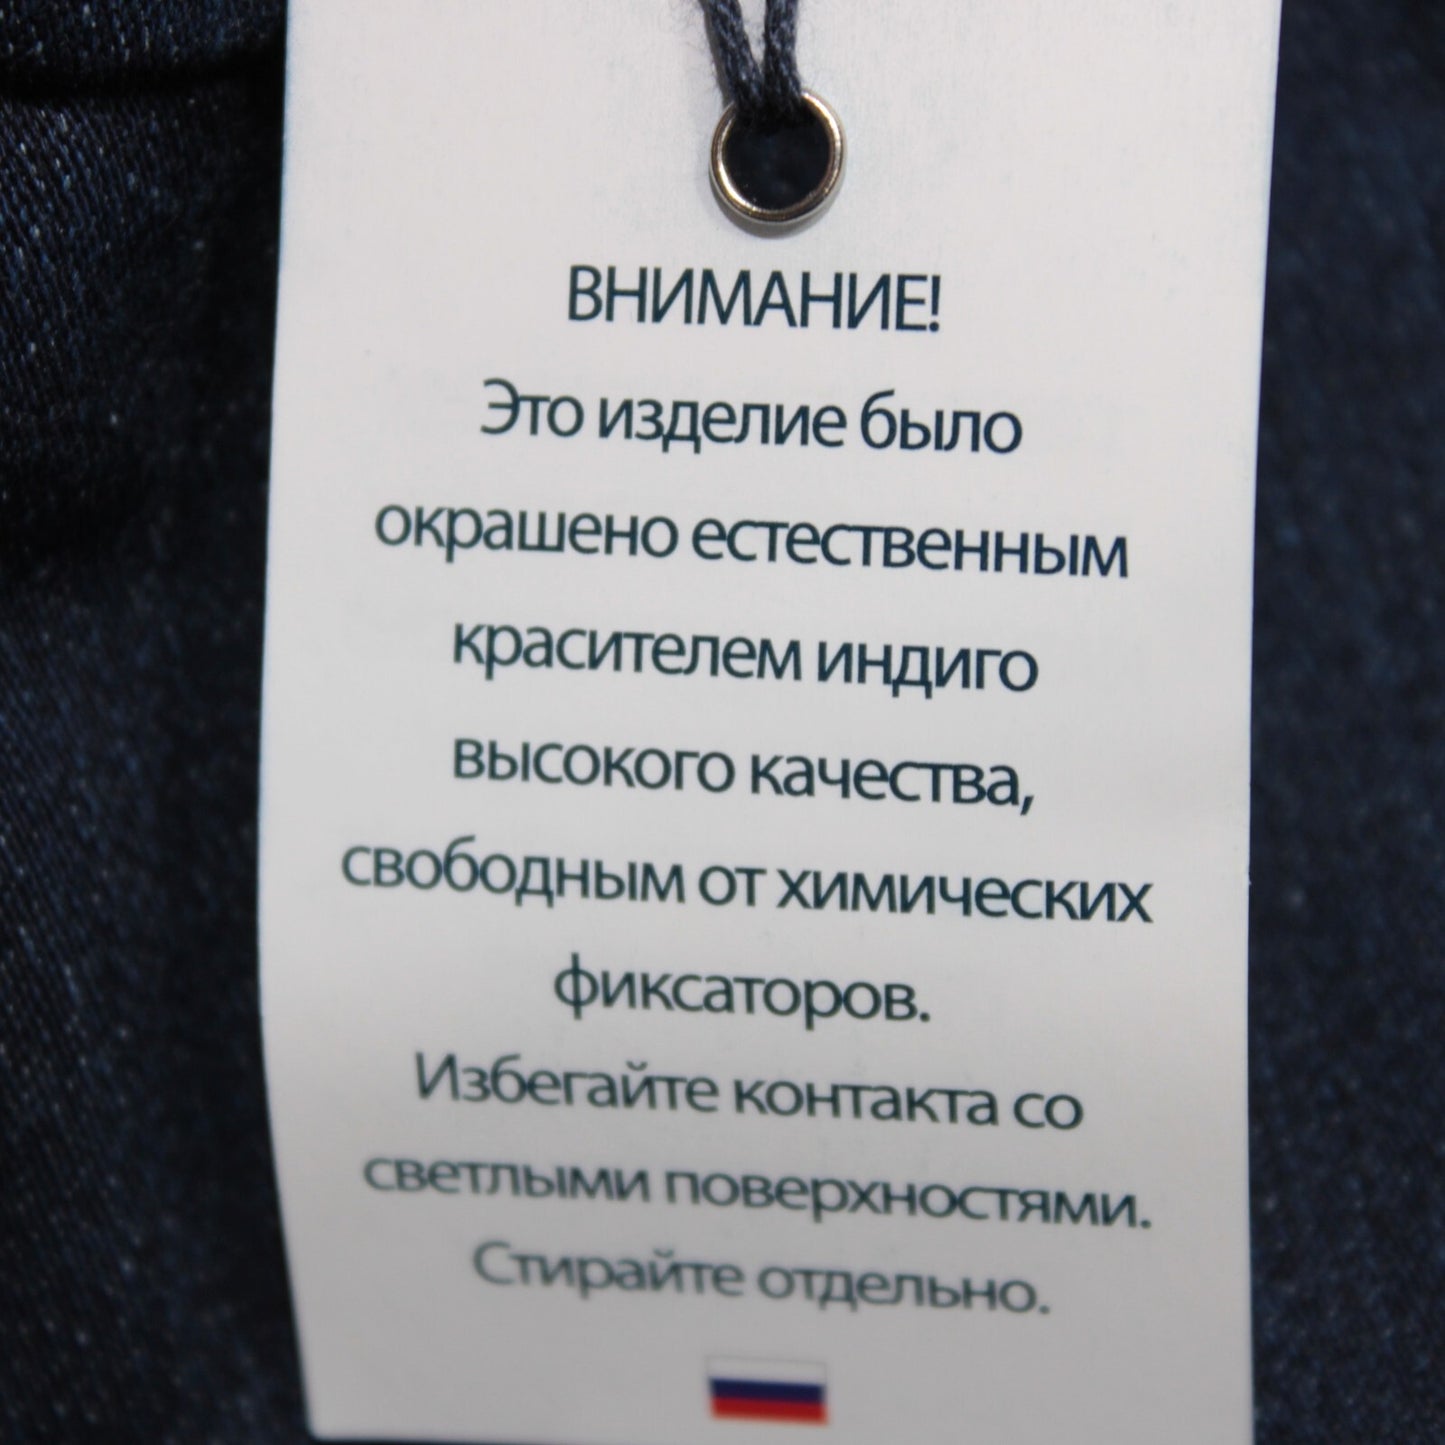 ВНИМАНИЕ!
Это изделие было
окрашено естественным
красителем индиго
высокого качества,
свободным от химических
фиксаторов.
Избегайте контакта со
светлыми поверхностями.
Стирайте отдельно.